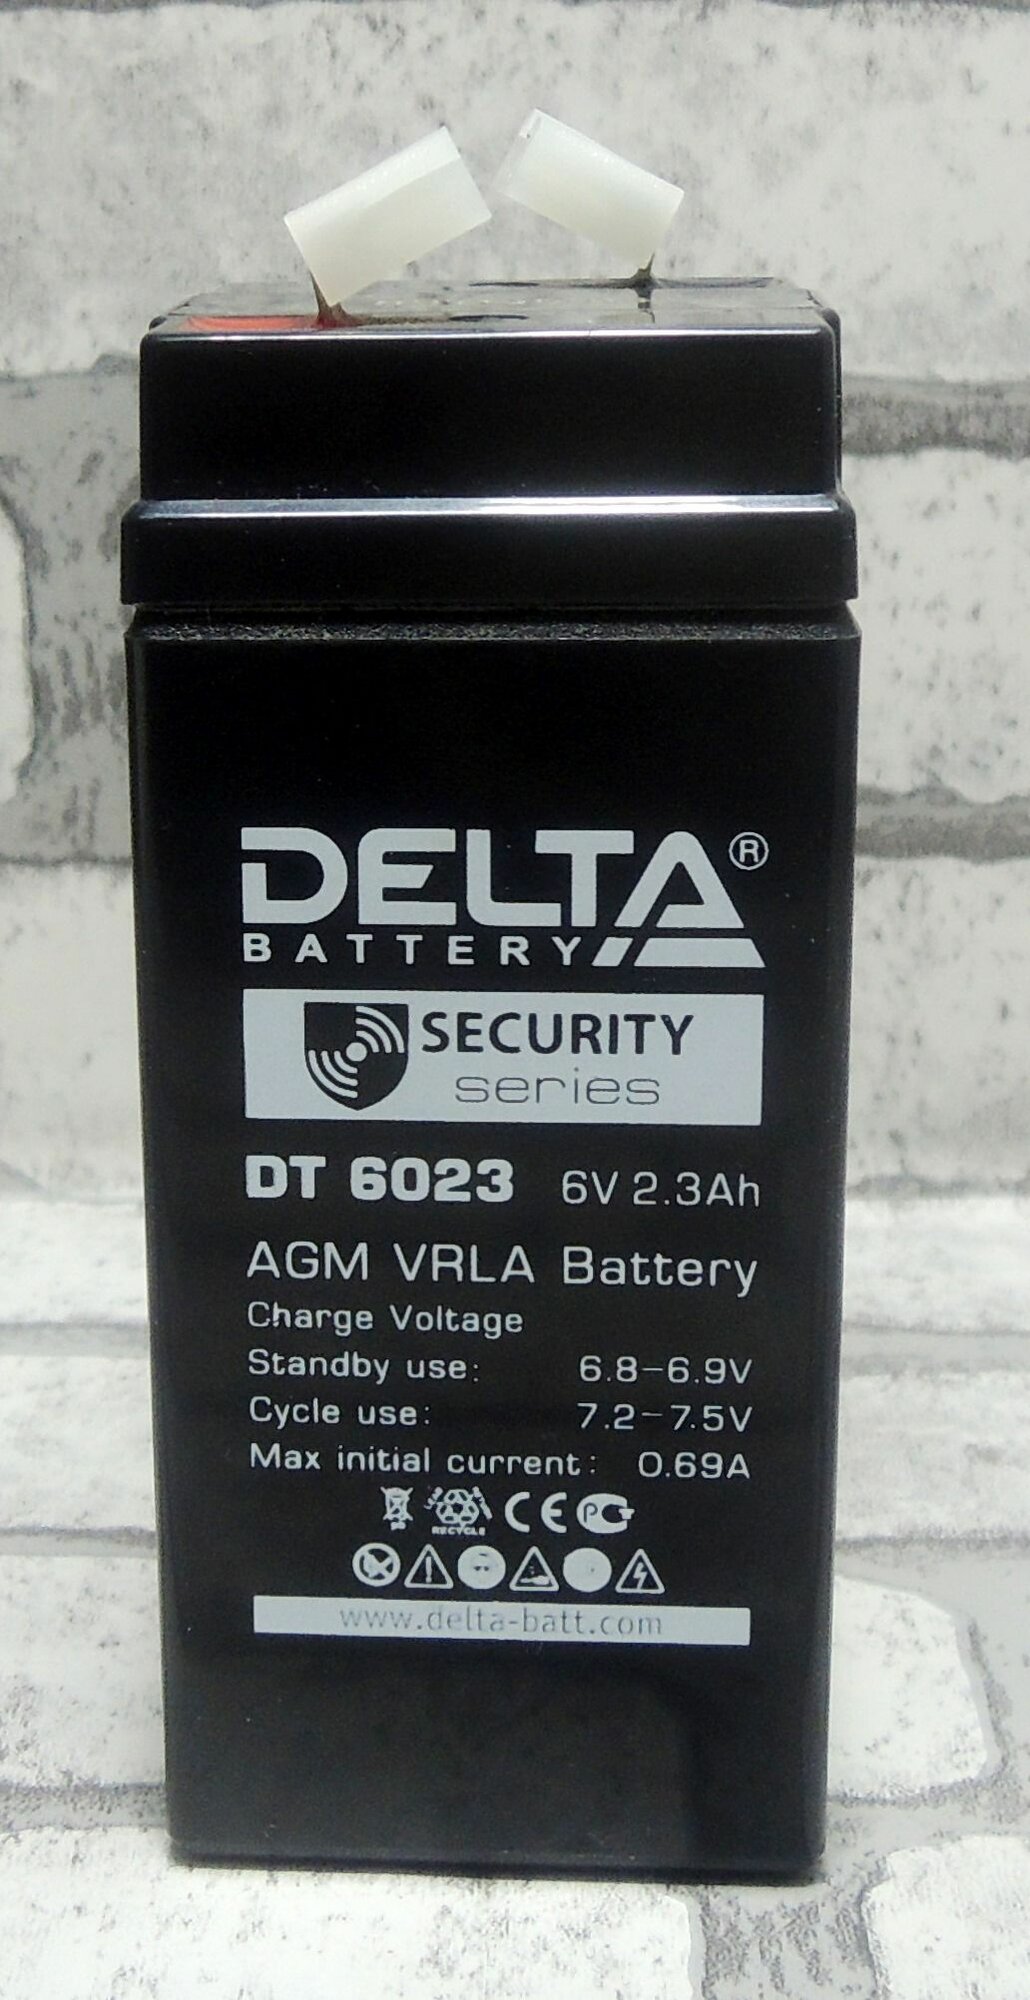 DELTA®
BATTERY
SECURITY
series
DT 6023 6V 2.3Ah
AGM VRLA Battery
Charge Voltage
Standby use: 6.8-6.9V
Cycle use: 7.2-7.5V
Max initial current: 0.69A
RECYCLE CE
www.delta-batt.com